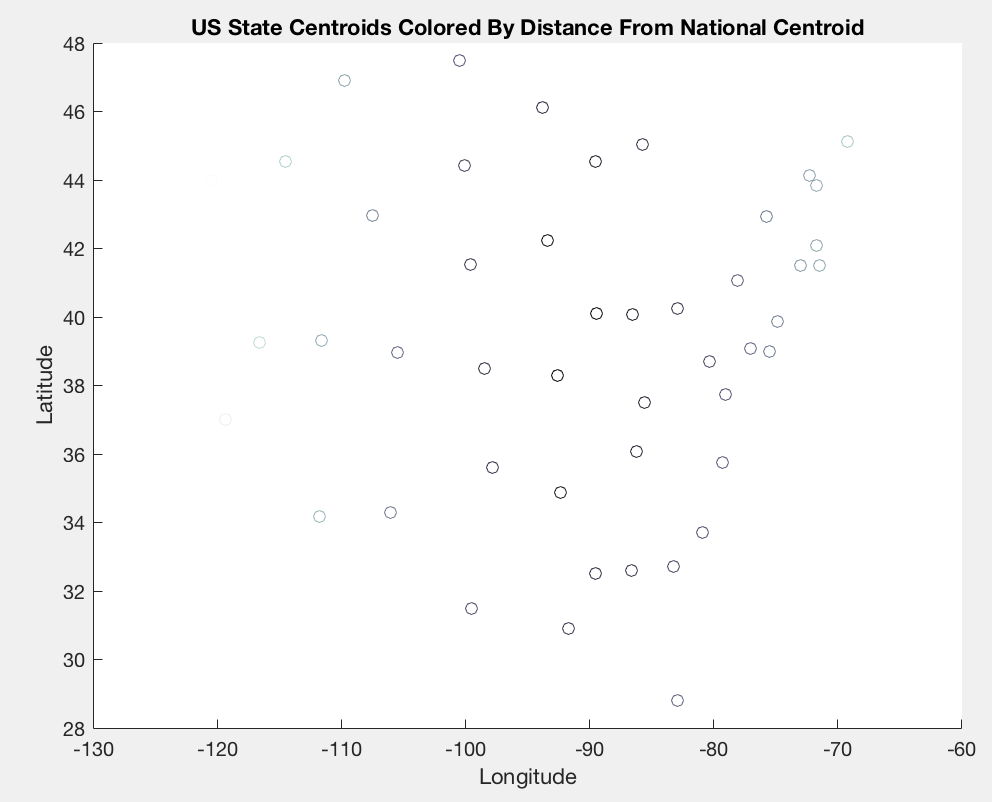 US State Centroids Colored By Distance From National Centroid
48
46
44
42
40
38
36
34
32
30
28
Latitude
-130 -120 -110 -100 -90 -80 -70 -60
Longitude